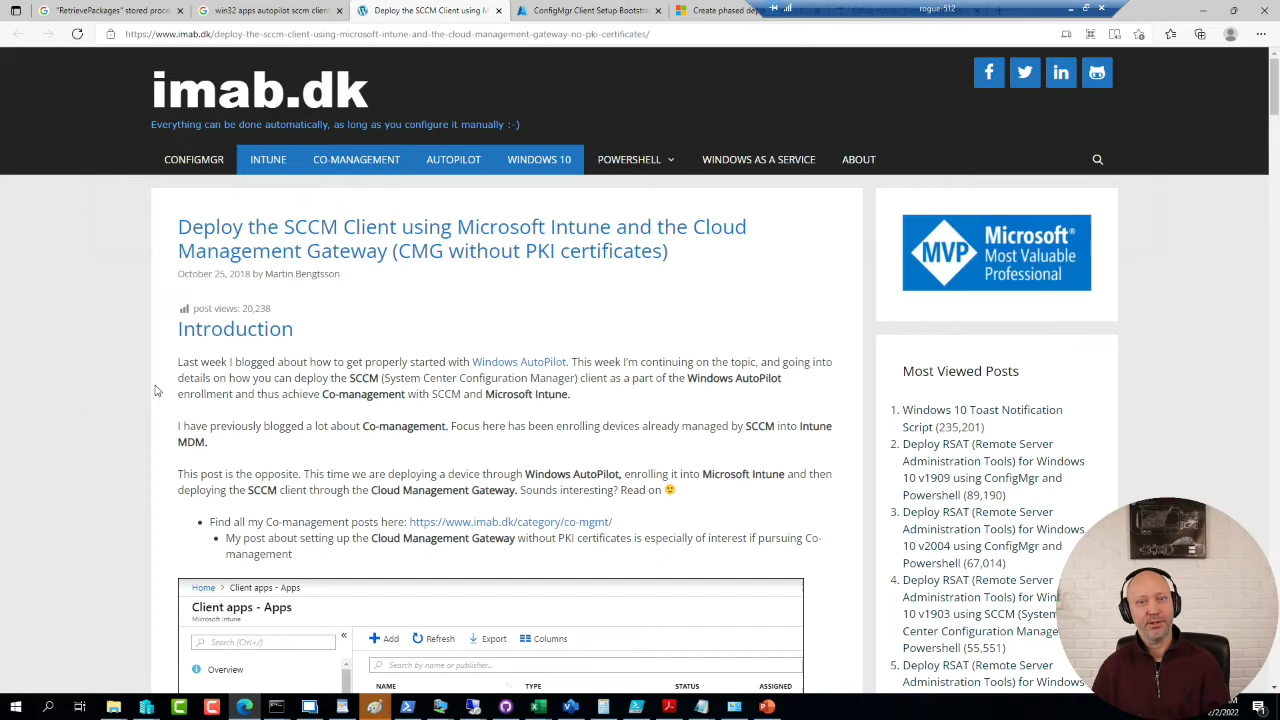 "RetrievePackages" stored proce
win32 apps autopilot sccm clien
Deploy the SCCM Client using M
ConfigMgr Client Setup Bootstra
Create phased deploym
rogue-512
https://www.imab.dk/deploy-the-sccm-client-using-microsoft-intune-and-the-cloud-management-gateway-no-pki-certificates/
imab.dk
Everything can be done automatically, as long as you configure it manually :-)
CONFIGMGR INTUNE CO-MANAGEMENT AUTOPILOT WINDOWS 10 POWERSHELL WINDOWS AS A SERVICE ABOUT
Deploy the SCCM Client using Microsoft Intune and the Cloud
Management Gateway (CMG without PKI certificates)
October 25, 2018 by Martin Bengtsson
post views: 20,238
Introduction
Last week I blogged about how to get properly started with Windows AutoPilot. This week I'm continuing on the topic, and going into
details on how you can deploy the SCCM (System Center Configuration Manager) client as a part of the Windows AutoPilot
enrollment and thus achieve Co-management with SCCM and Microsoft Intune.
I have previously blogged a lot about Co-management. Focus here has been enrolling devices already managed by SCCM into Intune
MDM.
This post is the opposite. This time we are deploying a device through Windows AutoPilot, enrolling it into Microsoft Intune and then
deploying the SCCM client through the Cloud Management Gateway. Sounds interesting? Read on 🙂
• Find all my Co-management posts here: https://www.imab.dk/category/co-mgmt/
• My post about setting up the Cloud Management Gateway without PKI certificates is especially of interest if pursuing Co-
management
Home > Client apps - Apps
Client apps - Apps
Microsoft Intune
Search (Ctrl+/)
Overview
Add Refresh Export Columns
Search by name or publisher...
NAME TYPE STATUS ASSIGNED
MVP
Microsoft®
Most Valuable
Professional
Most Viewed Posts
1. Windows 10 Toast Notification
Script (235,201)
2. Deploy RSAT (Remote Server
Administration Tools) for Windows
10 v1909 using ConfigMgr and
Powershell (89,190)
3. Deploy RSAT (Remote Server
Administration Tools) for Windows
10 v2004 using ConfigMgr and
Powershell (67,014)
4. Deploy RSAT (Remote Server
Administration Tools) for Win
10 v1903 using SCCM (System
Center Configuration Manage
Powershell (55,551)
5. Deploy RSAT (Remote Server
Administration Tools) for Wind
2/2/2022